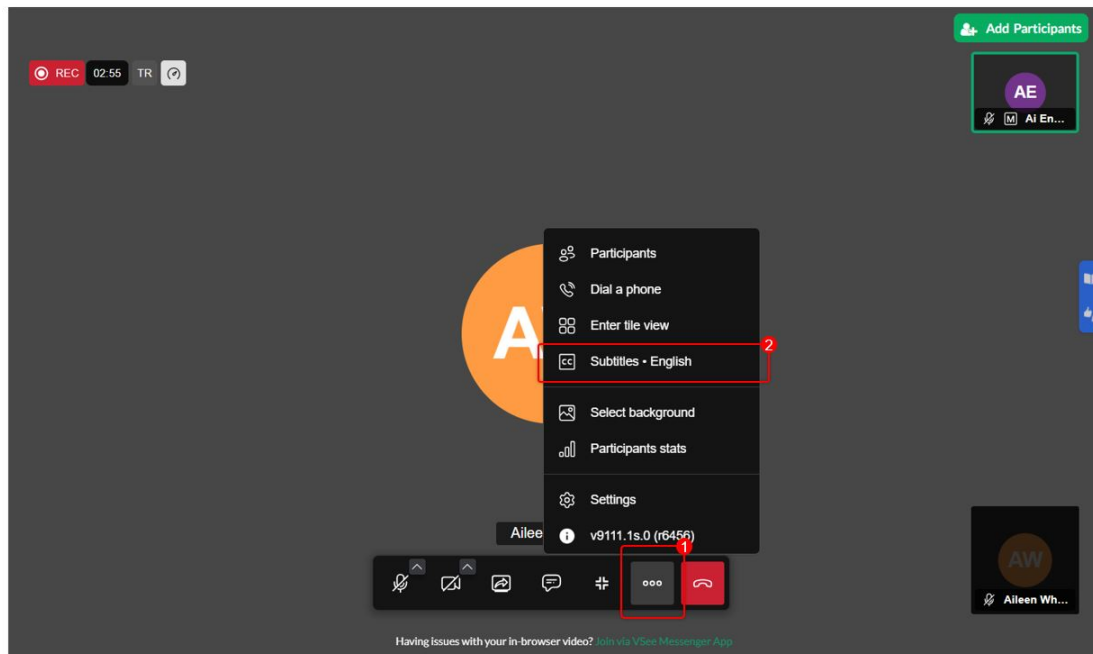 Add Participants
REC 02:55 TR
AE
M Ai En...
Participants
Dial a phone
Enter tile view
2
CC Subtitles • English
Select background
Participants stats
Settings
Ailee
v9111.1s.0 (r6456)
1
AW
Aileen Wh...
Having issues with your in-browser video? Join via VSee Messenger App